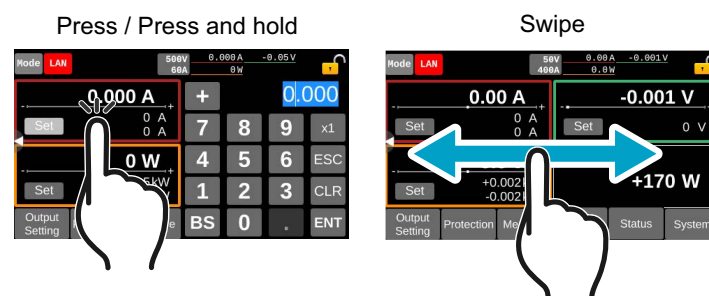 Press / Press and hold
Swipe
Mode LAN 500V 60A 0.000A 0W -0.05V
0.000 A + 0.000
Set 0 A 7 8 9 x1
0 A
0 W 4 5 6 ESC
Set 1 2 3 CLR
Output Setting BS 0 . ENT
Mode LAN 50V 400A 0.00A 0.0W -0.001V
0.00 A -0.001 V
Set 0 A Set 0 V
0 A
Set +0.002 +170 W
-0.002
Output Setting Protection Status System